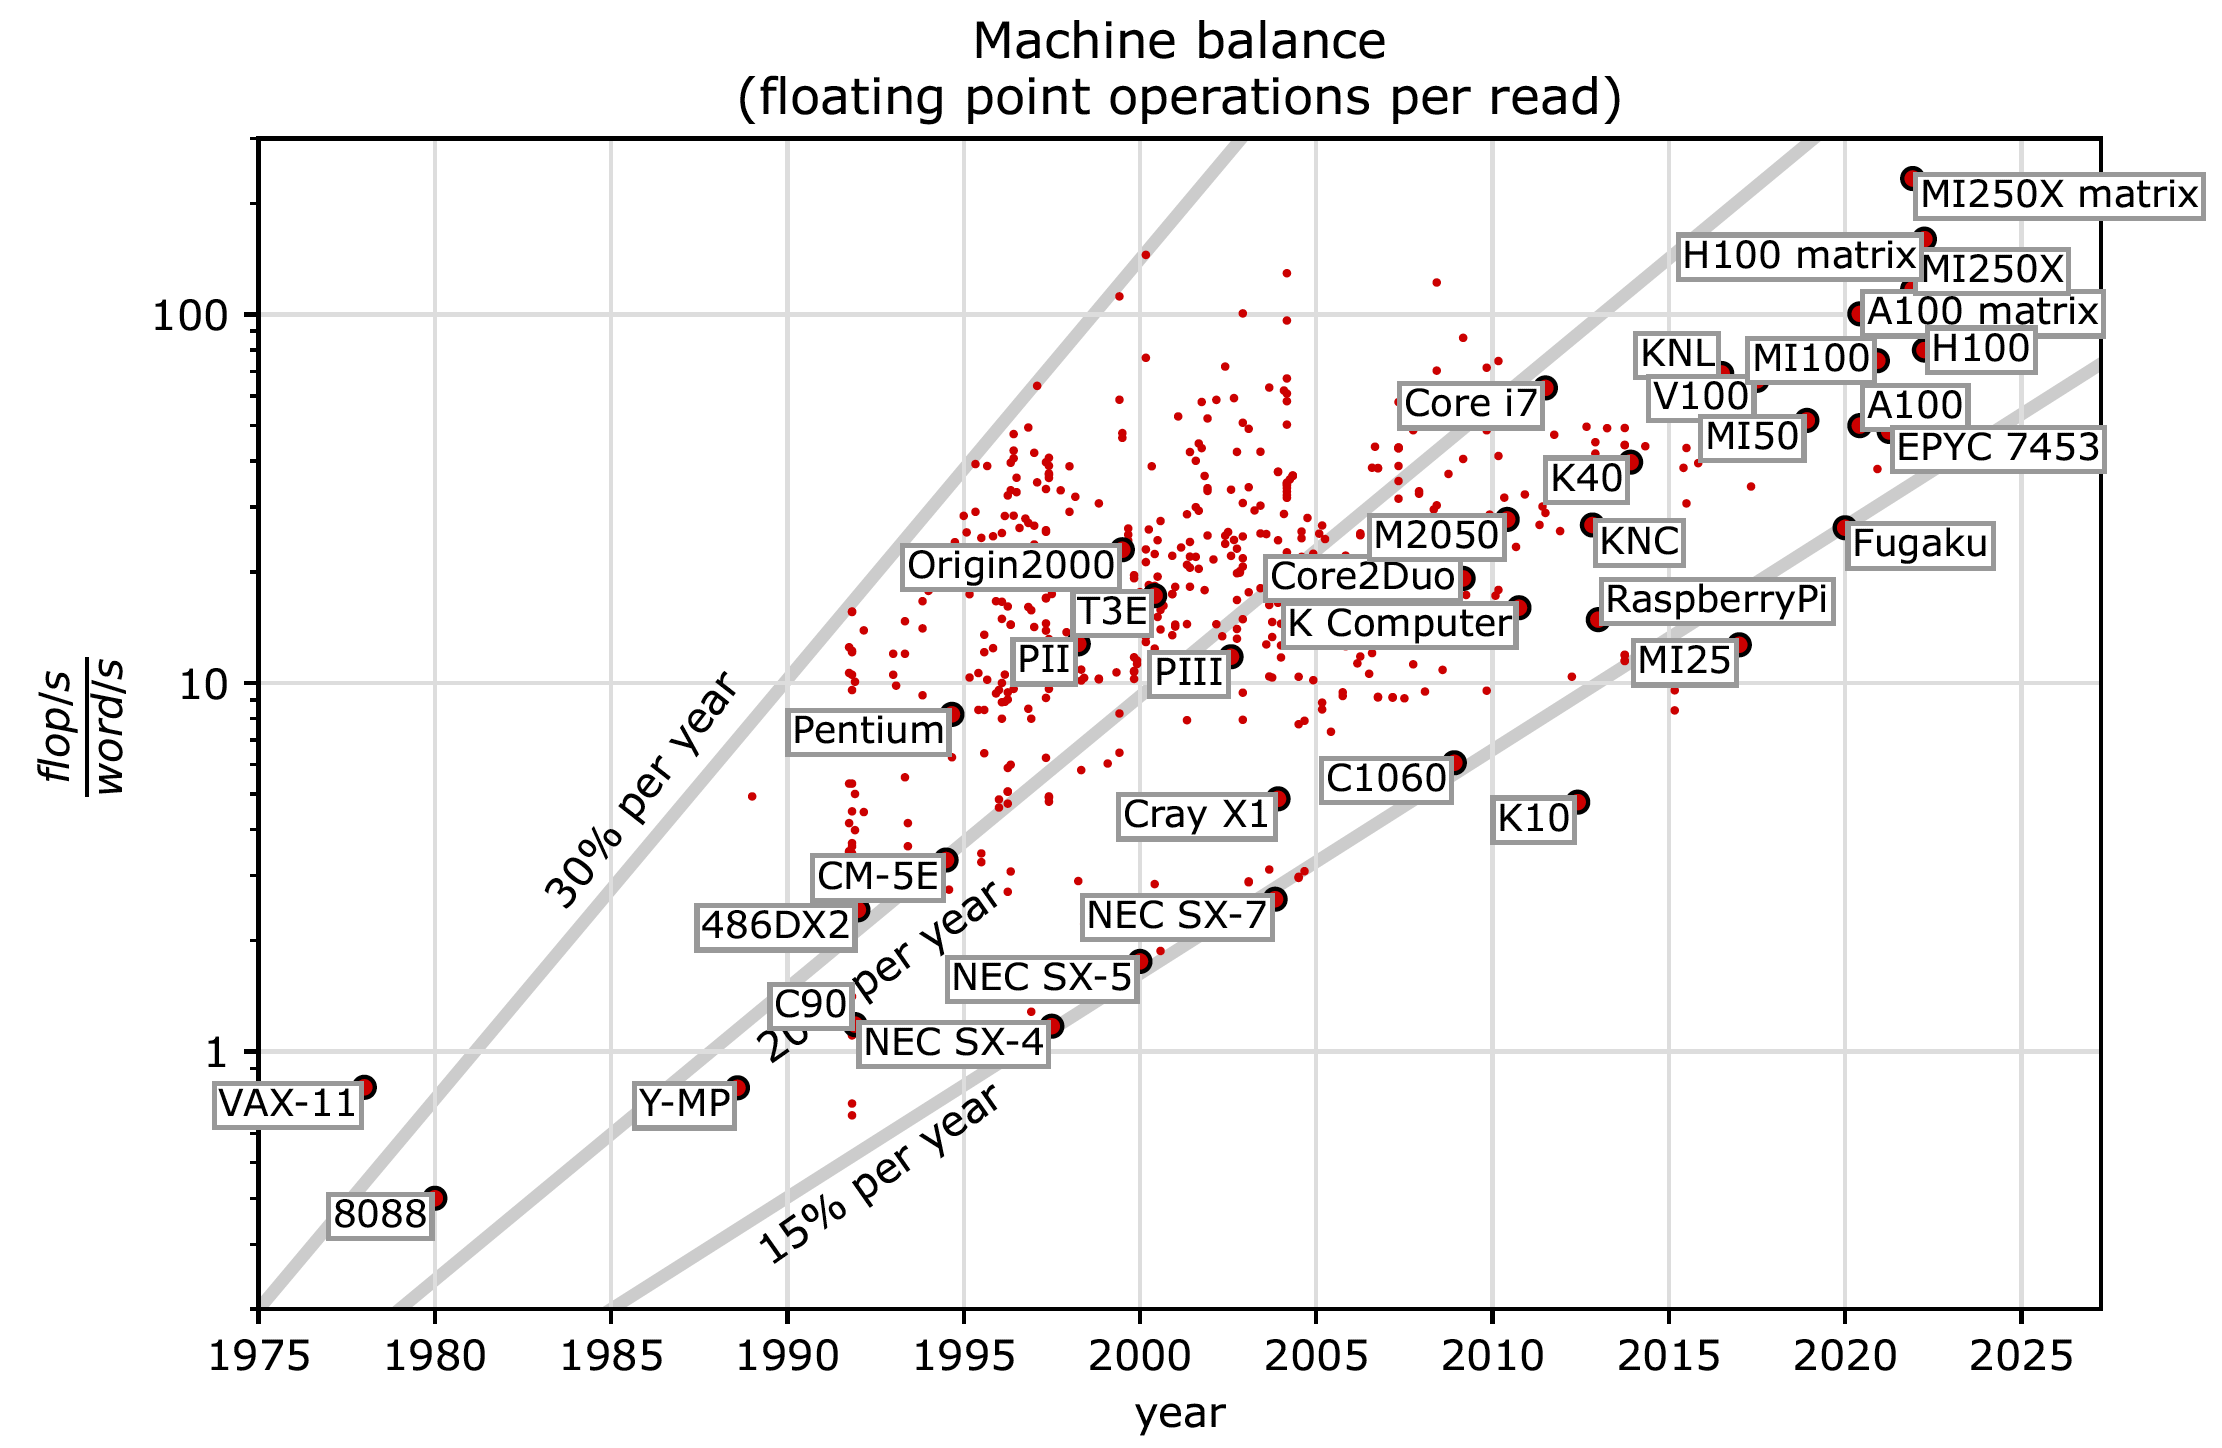 Machine balance
(floating point operations per read)
flop/s
word/s
100
10
1
MI250X matrix
H100 matrix
MI250X
A100 matrix
H100
KNL
MI100
V100
A100
Core i7
MI50
EPYC 7453
K40
M2050
KNC
Fugaku
Origin2000
Core2Duo
T3E
RaspberryPi
K Computer
PII
PIII
MI25
Pentium
30% per year
C1060
Cray X1
K10
CM-5E
486DX2
NEC SX-7
per year
NEC SX-5
C90
NEC SX-4
VAX-11
Y-MP
15% per year
8088
1975 1980 1985 1990 1995 2000 2005 2010 2015 2020 2025
year